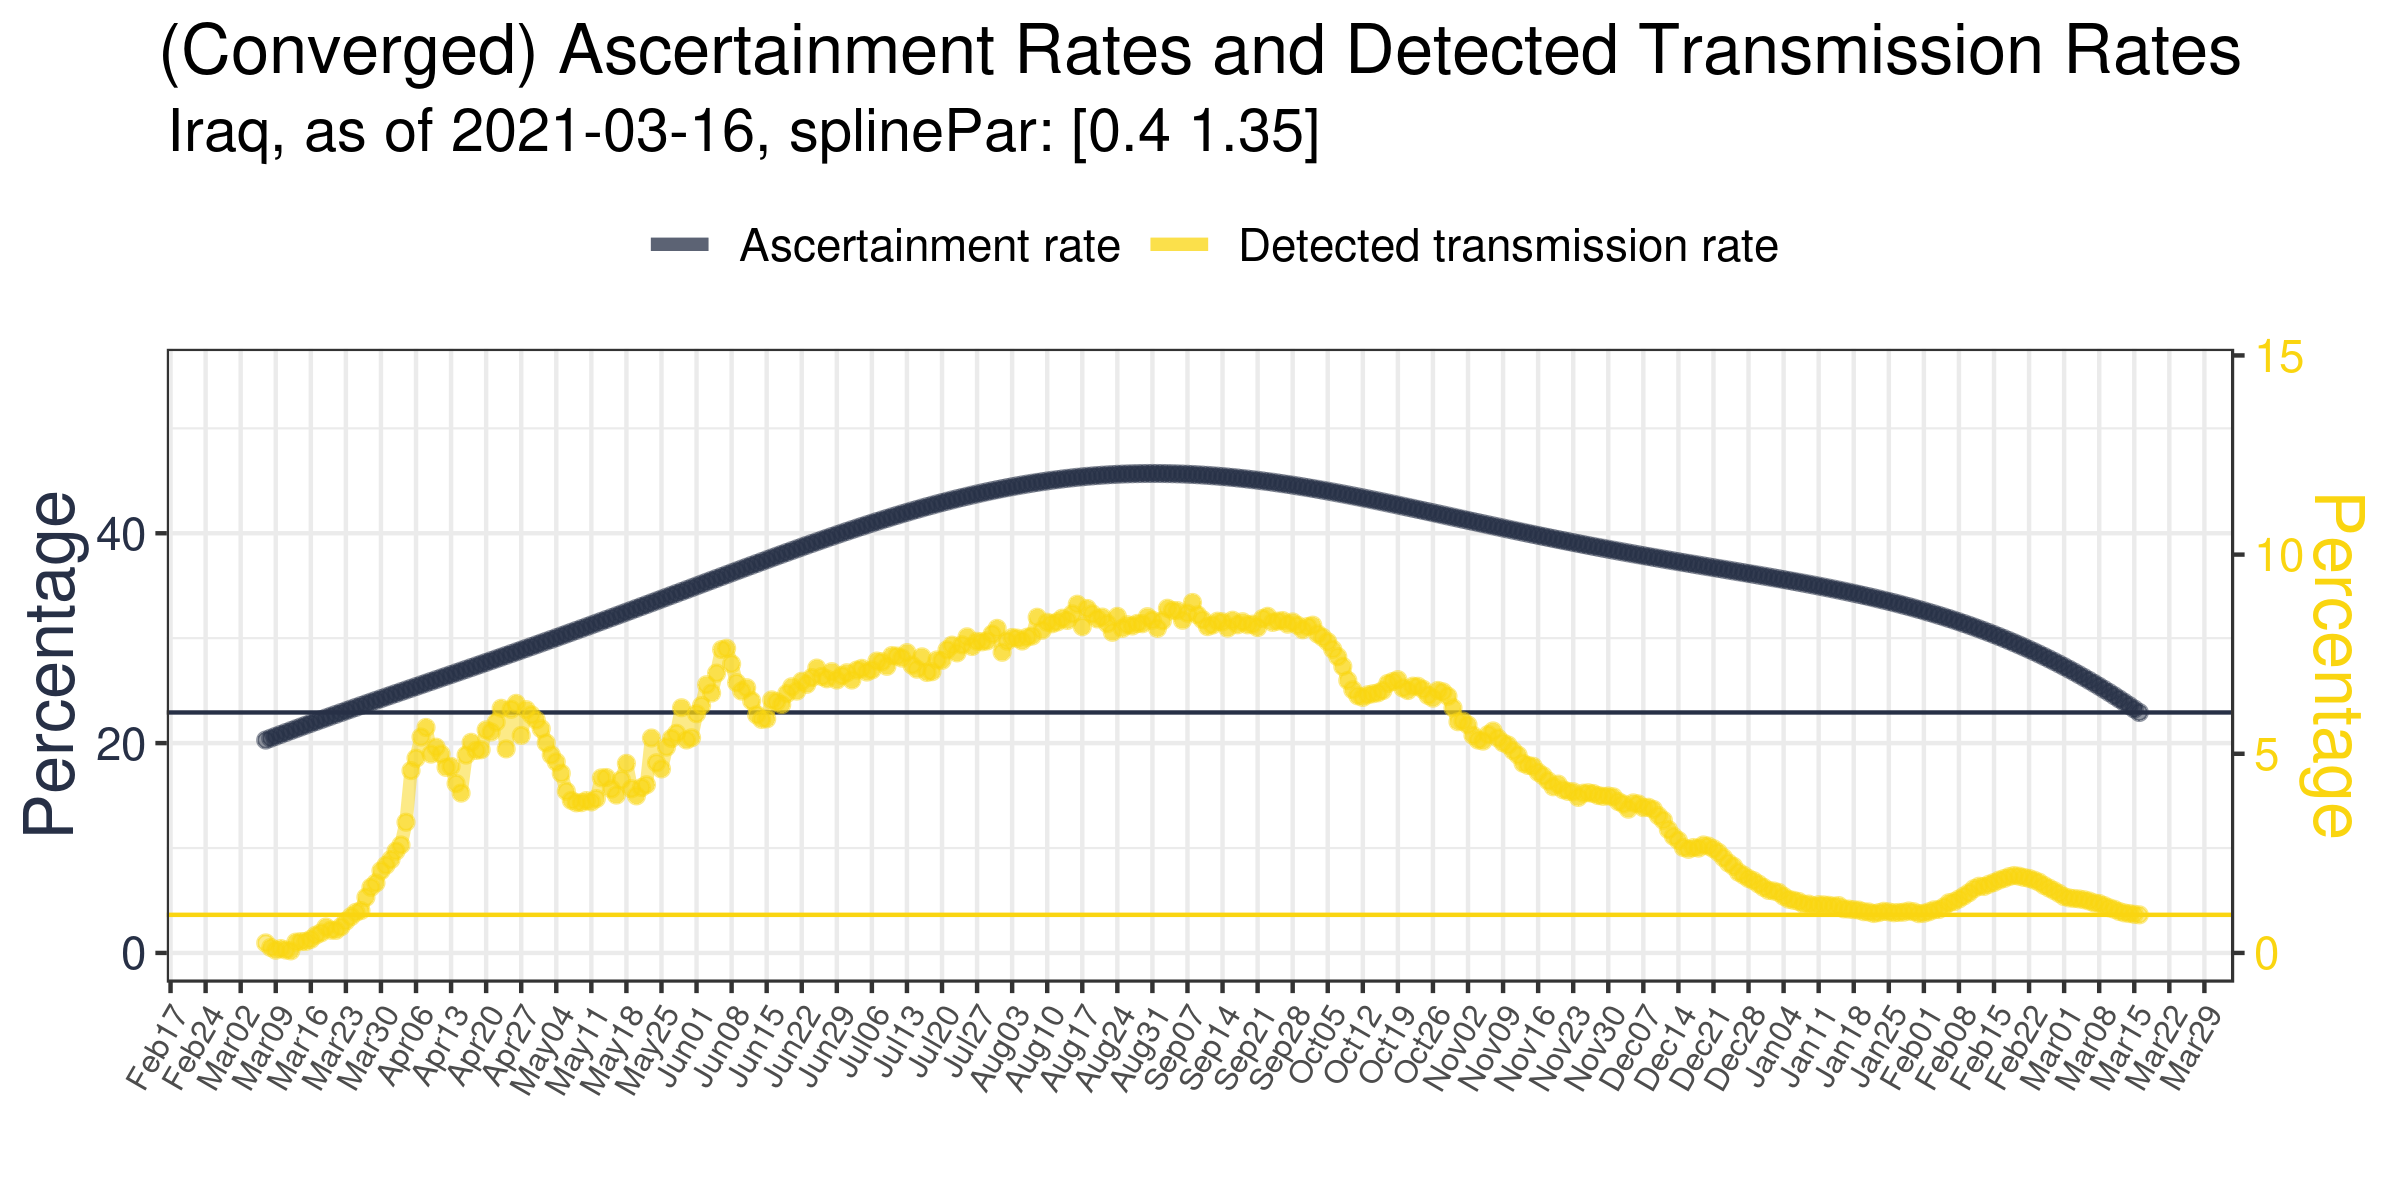 (Converged) Ascertainment Rates and Detected Transmission Rates
Iraq, as of 2021-03-16, splinePar: [0.4 1.35]
Ascertainment rate
Detected transmission rate
Percentage
40
20
0
15
10
5
0
Percentage
Feb17
Feb24
Mar02
Mar09
Mar16
Mar23
Mar30
Apr06
Apr13
Apr20
Apr27
May04
May11
May18
May25
Jun01
Jun08
Jun15
Jun22
Jun29
Jul06
Jul13
Jul20
Jul27
Aug03
Aug10
Aug17
Aug24
Aug31
Sep07
Sep14
Sep21
Sep28
Oct05
Oct12
Oct19
Oct26
Nov02
Nov09
Nov16
Nov23
Nov30
Dec07
Dec14
Dec21
Dec28
Jan04
Jan11
Jan18
Jan25
Feb01
Feb08
Feb15
Feb22
Mar01
Mar08
Mar15
Mar22
Mar29